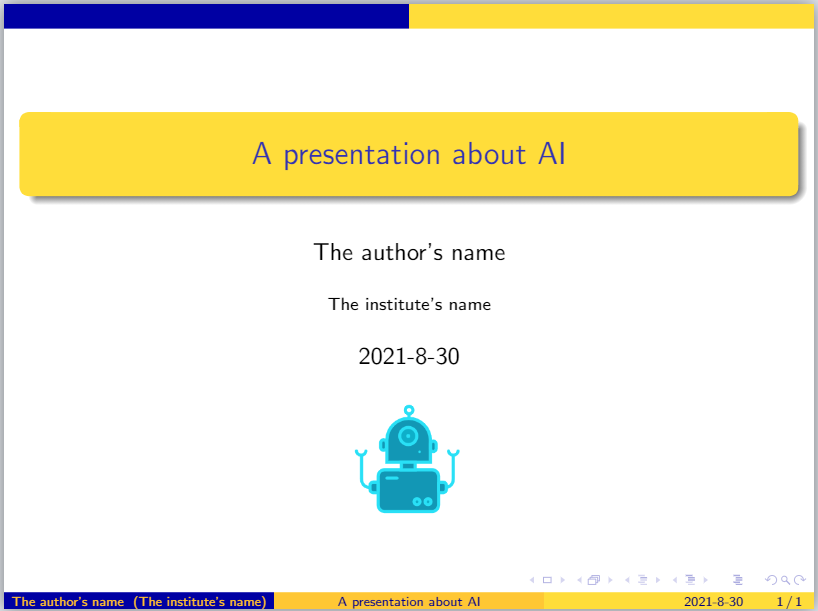 A presentation about AI
The author's name
The institute's name
2021-8-30
The author's name (The institute's name) A presentation about AI 2021-8-30 1 / 1